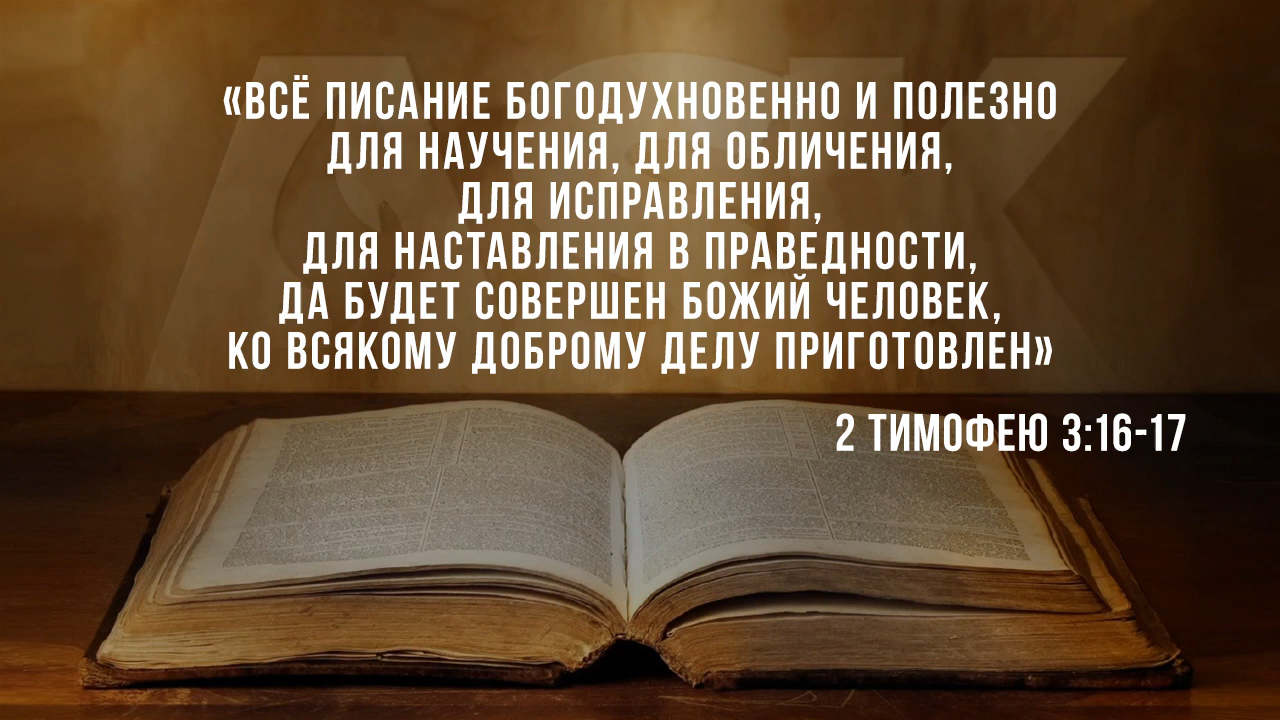 «ВСЁ ПИСАНИЕ БОГОДУХНОВЕННО И ПОЛЕЗНО
ДЛЯ НАУЧЕНИЯ, ДЛЯ ОБЛИЧЕНИЯ,
ДЛЯ ИСПРАВЛЕНИЯ,
ДЛЯ НАСТАВЛЕНИЯ В ПРАВЕДНОСТИ,
ДА БУДЕТ СОВЕРШЕН БОЖИЙ ЧЕЛОВЕК,
КО ВСЯКОМУ ДОБРОМУ ДЕЛУ ПРИГОТОВЛЕН»
2 ТИМОФЕЮ 3:16-17